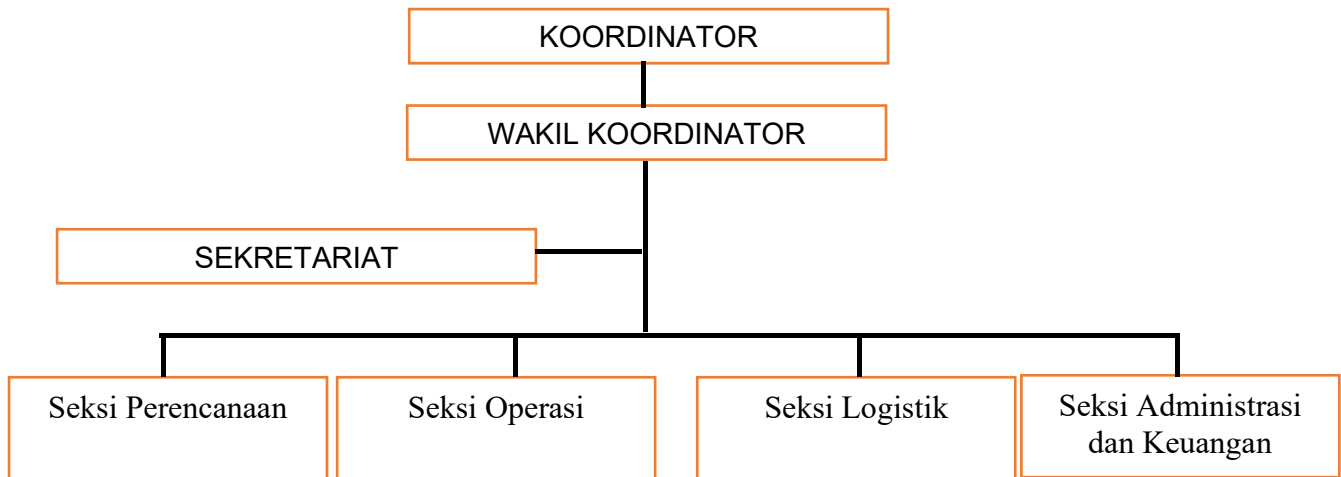 KOORDINATOR
WAKIL KOORDINATOR
SEKRETARIAT
Seksi Perencanaan
Seksi Operasi
Seksi Logistik
Seksi Administrasi
dan Keuangan